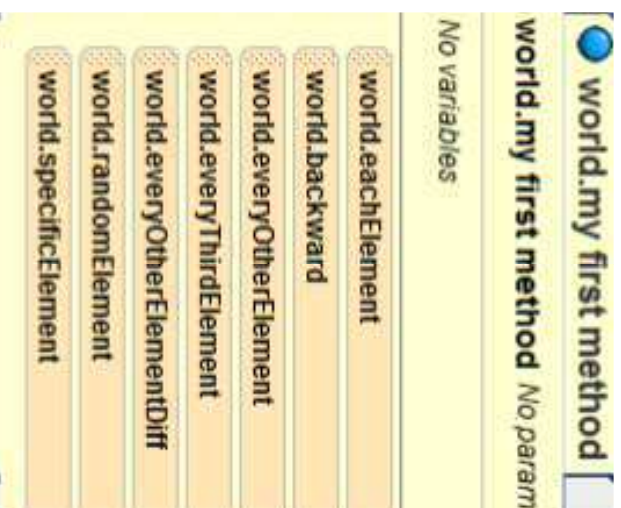 world.my first method
world.my first method No param
No variables
world.eachElement
world.backward
world.everyOtherElement
world.everyThirdElement
world.everyOtherElementDiff
world.randomElement
world.specificElement